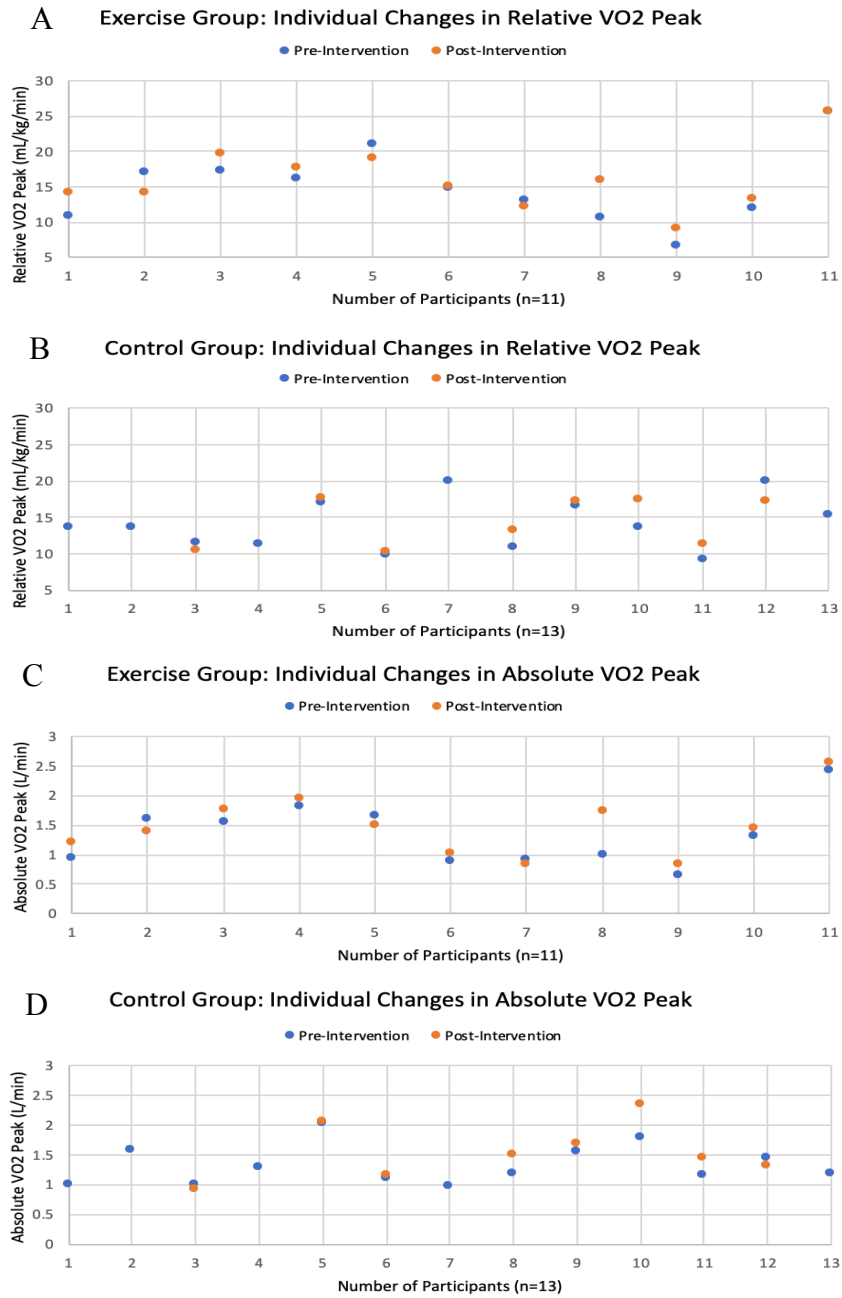 A
Exercise Group: Individual Changes in Relative VO2 Peak
Pre-Intervention Post-Intervention
Relative VO2 Peak (mL/kg/min)
30
25
20
15
10
5
1 2 3 4 5 6 7 8 9 10 11
Number of Participants (n=11)
B
Control Group: Individual Changes in Relative VO2 Peak
Pre-Intervention Post-Intervention
Relative VO2 Peak (mL/kg/min)
30
25
20
15
10
5
1 2 3 4 5 6 7 8 9 10 11 12 13
Number of Participants (n=13)
C
Exercise Group: Individual Changes in Absolute VO2 Peak
Pre-Intervention Post-Intervention
Absolute VO2 Peak (L/min)
3
2.5
2
1.5
1
0.5
0
1 2 3 4 5 6 7 8 9 10 11
Number of Participants (n=11)
D
Control Group: Individual Changes in Absolute VO2 Peak
Pre-Intervention Post-Intervention
Absolute VO2 Peak (L/min)
3
2.5
2
1.5
1
0.5
0
1 2 3 4 5 6 7 8 9 10 11 12 13
Number of Participants (n=13)